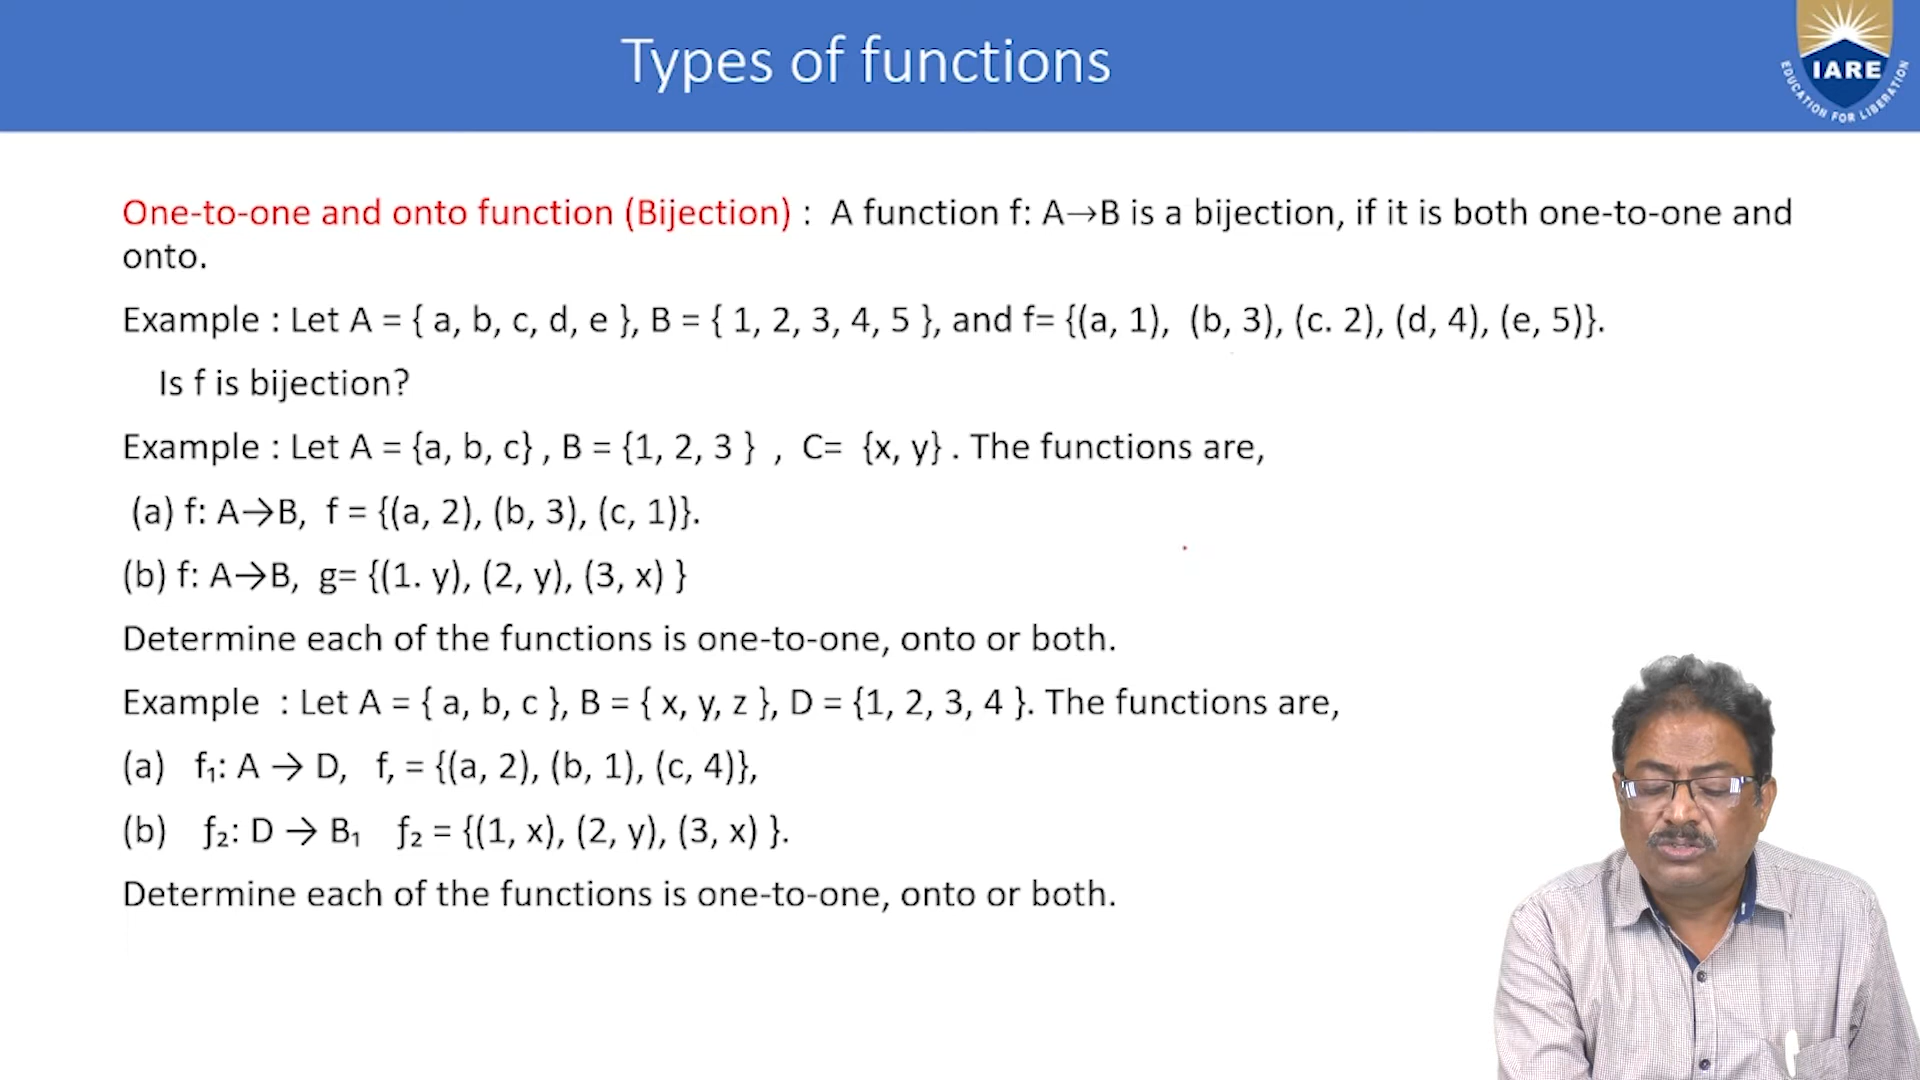 Types of functions
IARE
EDUCATION FOR LIBERATION
One-to-one and onto function (Bijection) : A function f: A→B is a bijection, if it is both one-to-one and
onto.
Example : Let A = { a, b, c, d, e }, B = { 1, 2, 3, 4, 5 }, and f= {(a, 1), (b, 3), (c. 2), (d, 4), (e, 5)}.
Is f is bijection?
Example : Let A = {a, b, c} , B = {1, 2, 3 } , C= {x, y} . The functions are,
(a) f: A→B, f = {(a, 2), (b, 3), (c, 1)}.
(b) f: A→B, g= {(1. y), (2, y), (3, x) }
Determine each of the functions is one-to-one, onto or both.
Example : Let A = { a, b, c }, B = { x, y, z }, D = {1, 2, 3, 4 }. The functions are,
(a) f₁: A → D, f, = {(a, 2), (b, 1), (c, 4)},
(b) f₂: D → B₁ f₂ = {(1, x), (2, y), (3, x) }.
Determine each of the functions is one-to-one, onto or both.